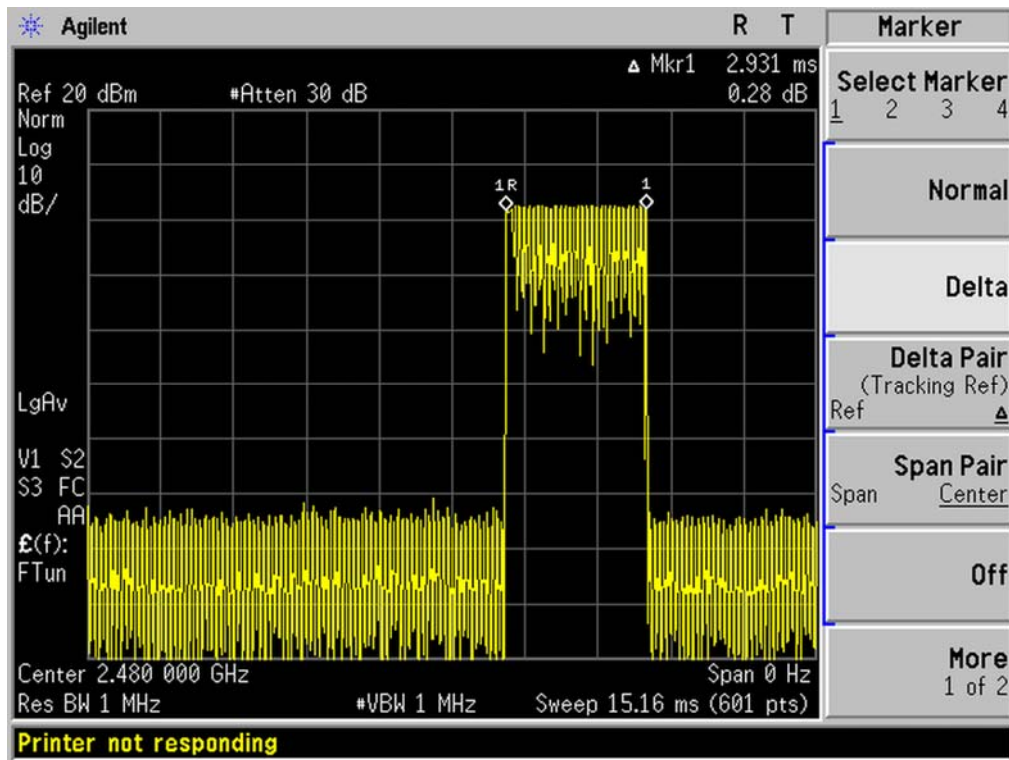 Agilent R T
Δ Mkr1 2.931 ms
Ref 20 dBm #Atten 30 dB 0.28 dB
Norm
Log
10
dB/
1R 1
LgAv
V1 S2
S3 FC
AA
£(f):
FTun
Center 2.480 000 GHz Span 0 Hz
Res BW 1 MHz #VBW 1 MHz Sweep 15.16 ms (601 pts)
Printer not responding
Marker
Select Marker
1 2 3 4
Normal
Delta
Delta Pair
(Tracking Ref)
Ref Δ
Span Pair
Span Center
Off
More
1 of 2